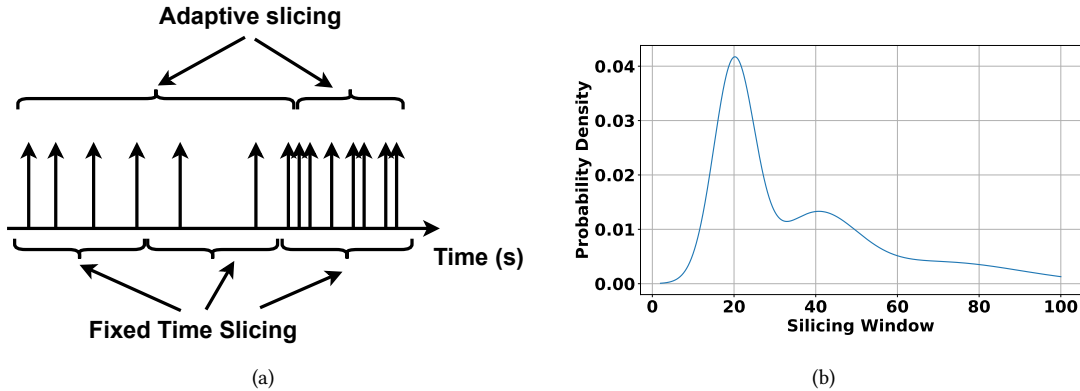 Adaptive slicing
Time (s)
Fixed Time Slicing
(a)
Probability Density
0.04
0.03
0.02
0.01
0.00
0 20 40 60 80 100
Silicing Window
(b)